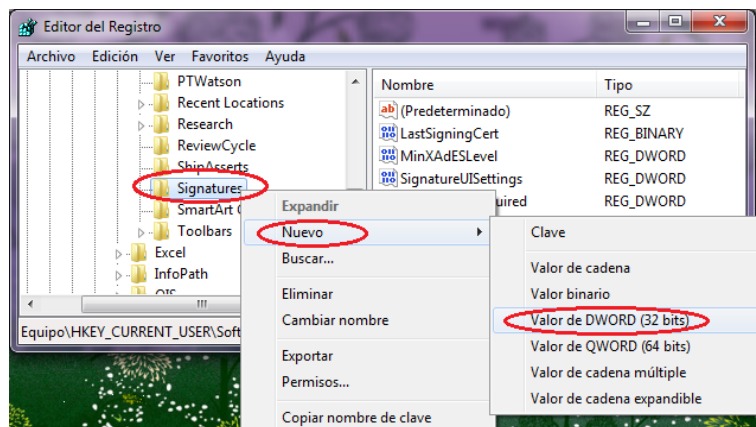 Editor del Registro
Archivo Edición Ver Favoritos Ayuda
PTWatson
Recent Locations
Research
ReviewCycle
ShipAsserts
Signatures
SmartArt
Toolbars
Excel
InfoPath
OIS
Equipo\HKEY_CURRENT_USER\Soft
Nombre Tipo
(Predeterminado) REG_SZ
LastSigningCert REG_BINARY
MinXAdESLevel REG_DWORD
SignatureUISettings REG_DWORD
uired REG_DWORD
Expandir
Nuevo
Buscar...
Eliminar
Cambiar nombre
Exportar
Permisos...
Copiar nombre de clave
Clave
Valor de cadena
Valor binario
Valor de DWORD (32 bits)
Valor de QWORD (64 bits)
Valor de cadena múltiple
Valor de cadena expandible